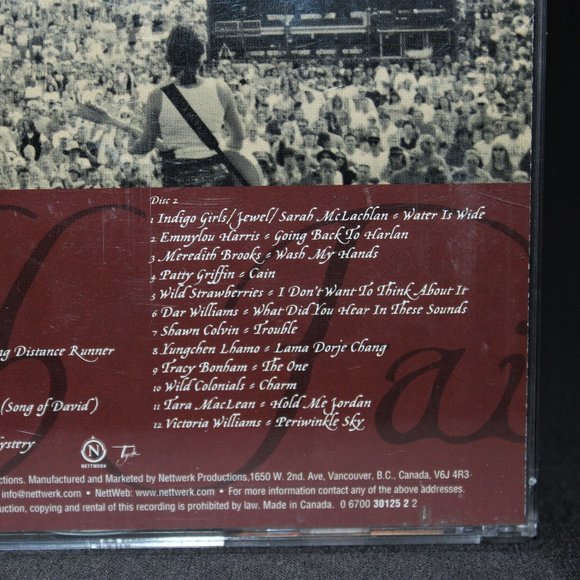 Disc 2
1 Indigo Girls/Jewel/Sarah McLachlan - Water Is Wide
2 Emmylou Harris - Going Back To Harlan
3 Meredith Brooks - Wash My Hands
4 Patty Griffin - Cain
5 Wild Strawberries - I Don't Want To Think About It
6 Dar Williams - What Did You Hear In These Sounds
7 Shawn Colvin - Trouble
8 Yungchen Lhamo - Lama Dorje Chang
9 Tracy Bonham - The One
10 Wild Colonials - Charm
11 Tara MacLean - Hold Me Jordan
12 Victoria Williams - Periwinkle Sky
Distance Runner
(Song of David)
N
NETTWERK
Manufactured and Marketed by Nettwerk Productions, 1650 W. 2nd. Ave, Vancouver, B.C., Canada, V6J 4R3
info@nettwerk.com • NettWeb: www.nettwerk.com • For more information contact any of the above addresses.
copying and rental of this recording is prohibited by law. Made in Canada. 0 6700 30125 2 2